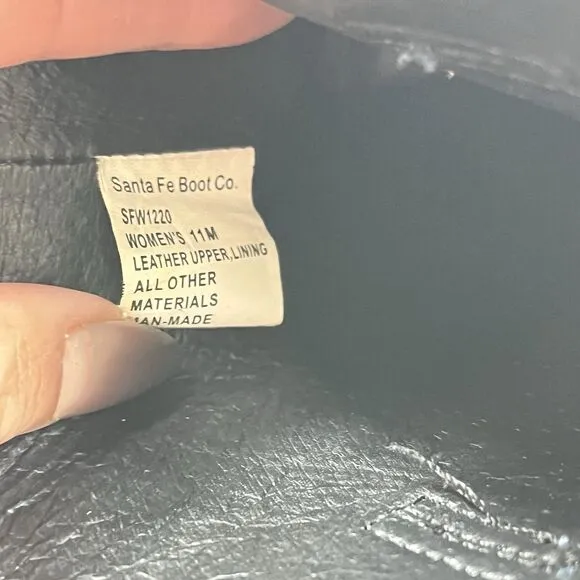 Santa Fe Boot Co.
SFW1220
WOMEN'S 11M
LEATHER UPPER,LINING
ALL OTHER
MATERIALS
MAN-MADE